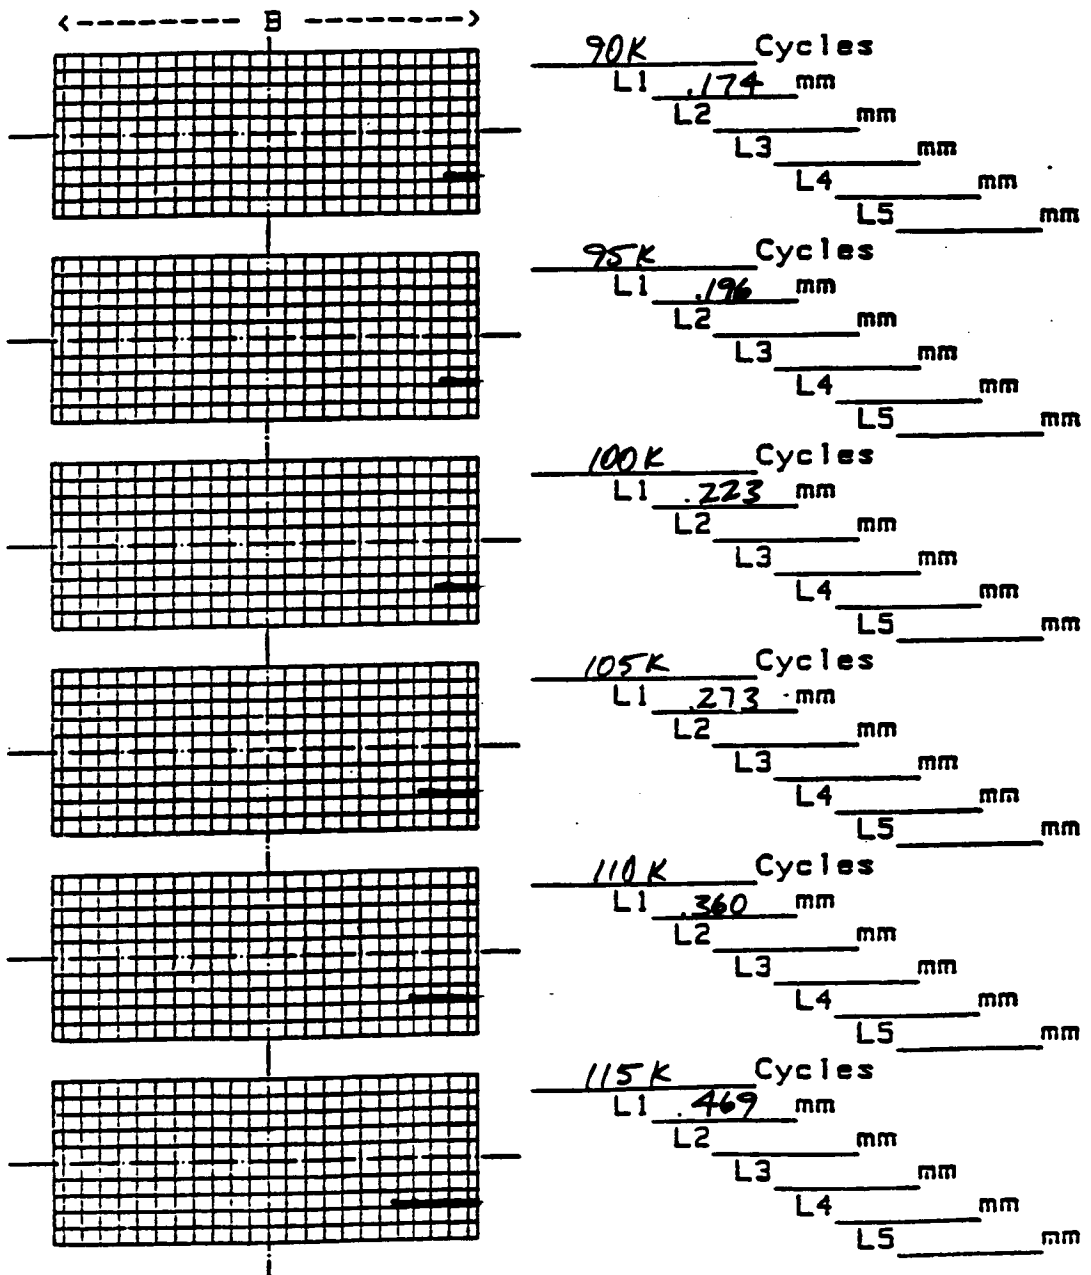 <-------- B -------->
90K Cycles
L1 .174 mm
L2 mm
L3 mm
L4 mm
L5 mm
95K Cycles
L1 .196 mm
L2 mm
L3 mm
L4 mm
L5 mm
100K Cycles
L1 .223 mm
L2 mm
L3 mm
L4 mm
L5 mm
105K Cycles
L1 .273 mm
L2 mm
L3 mm
L4 mm
L5 mm
110K Cycles
L1 .360 mm
L2 mm
L3 mm
L4 mm
L5 mm
115K Cycles
L1 .469 mm
L2 mm
L3 mm
L4 mm
L5 mm